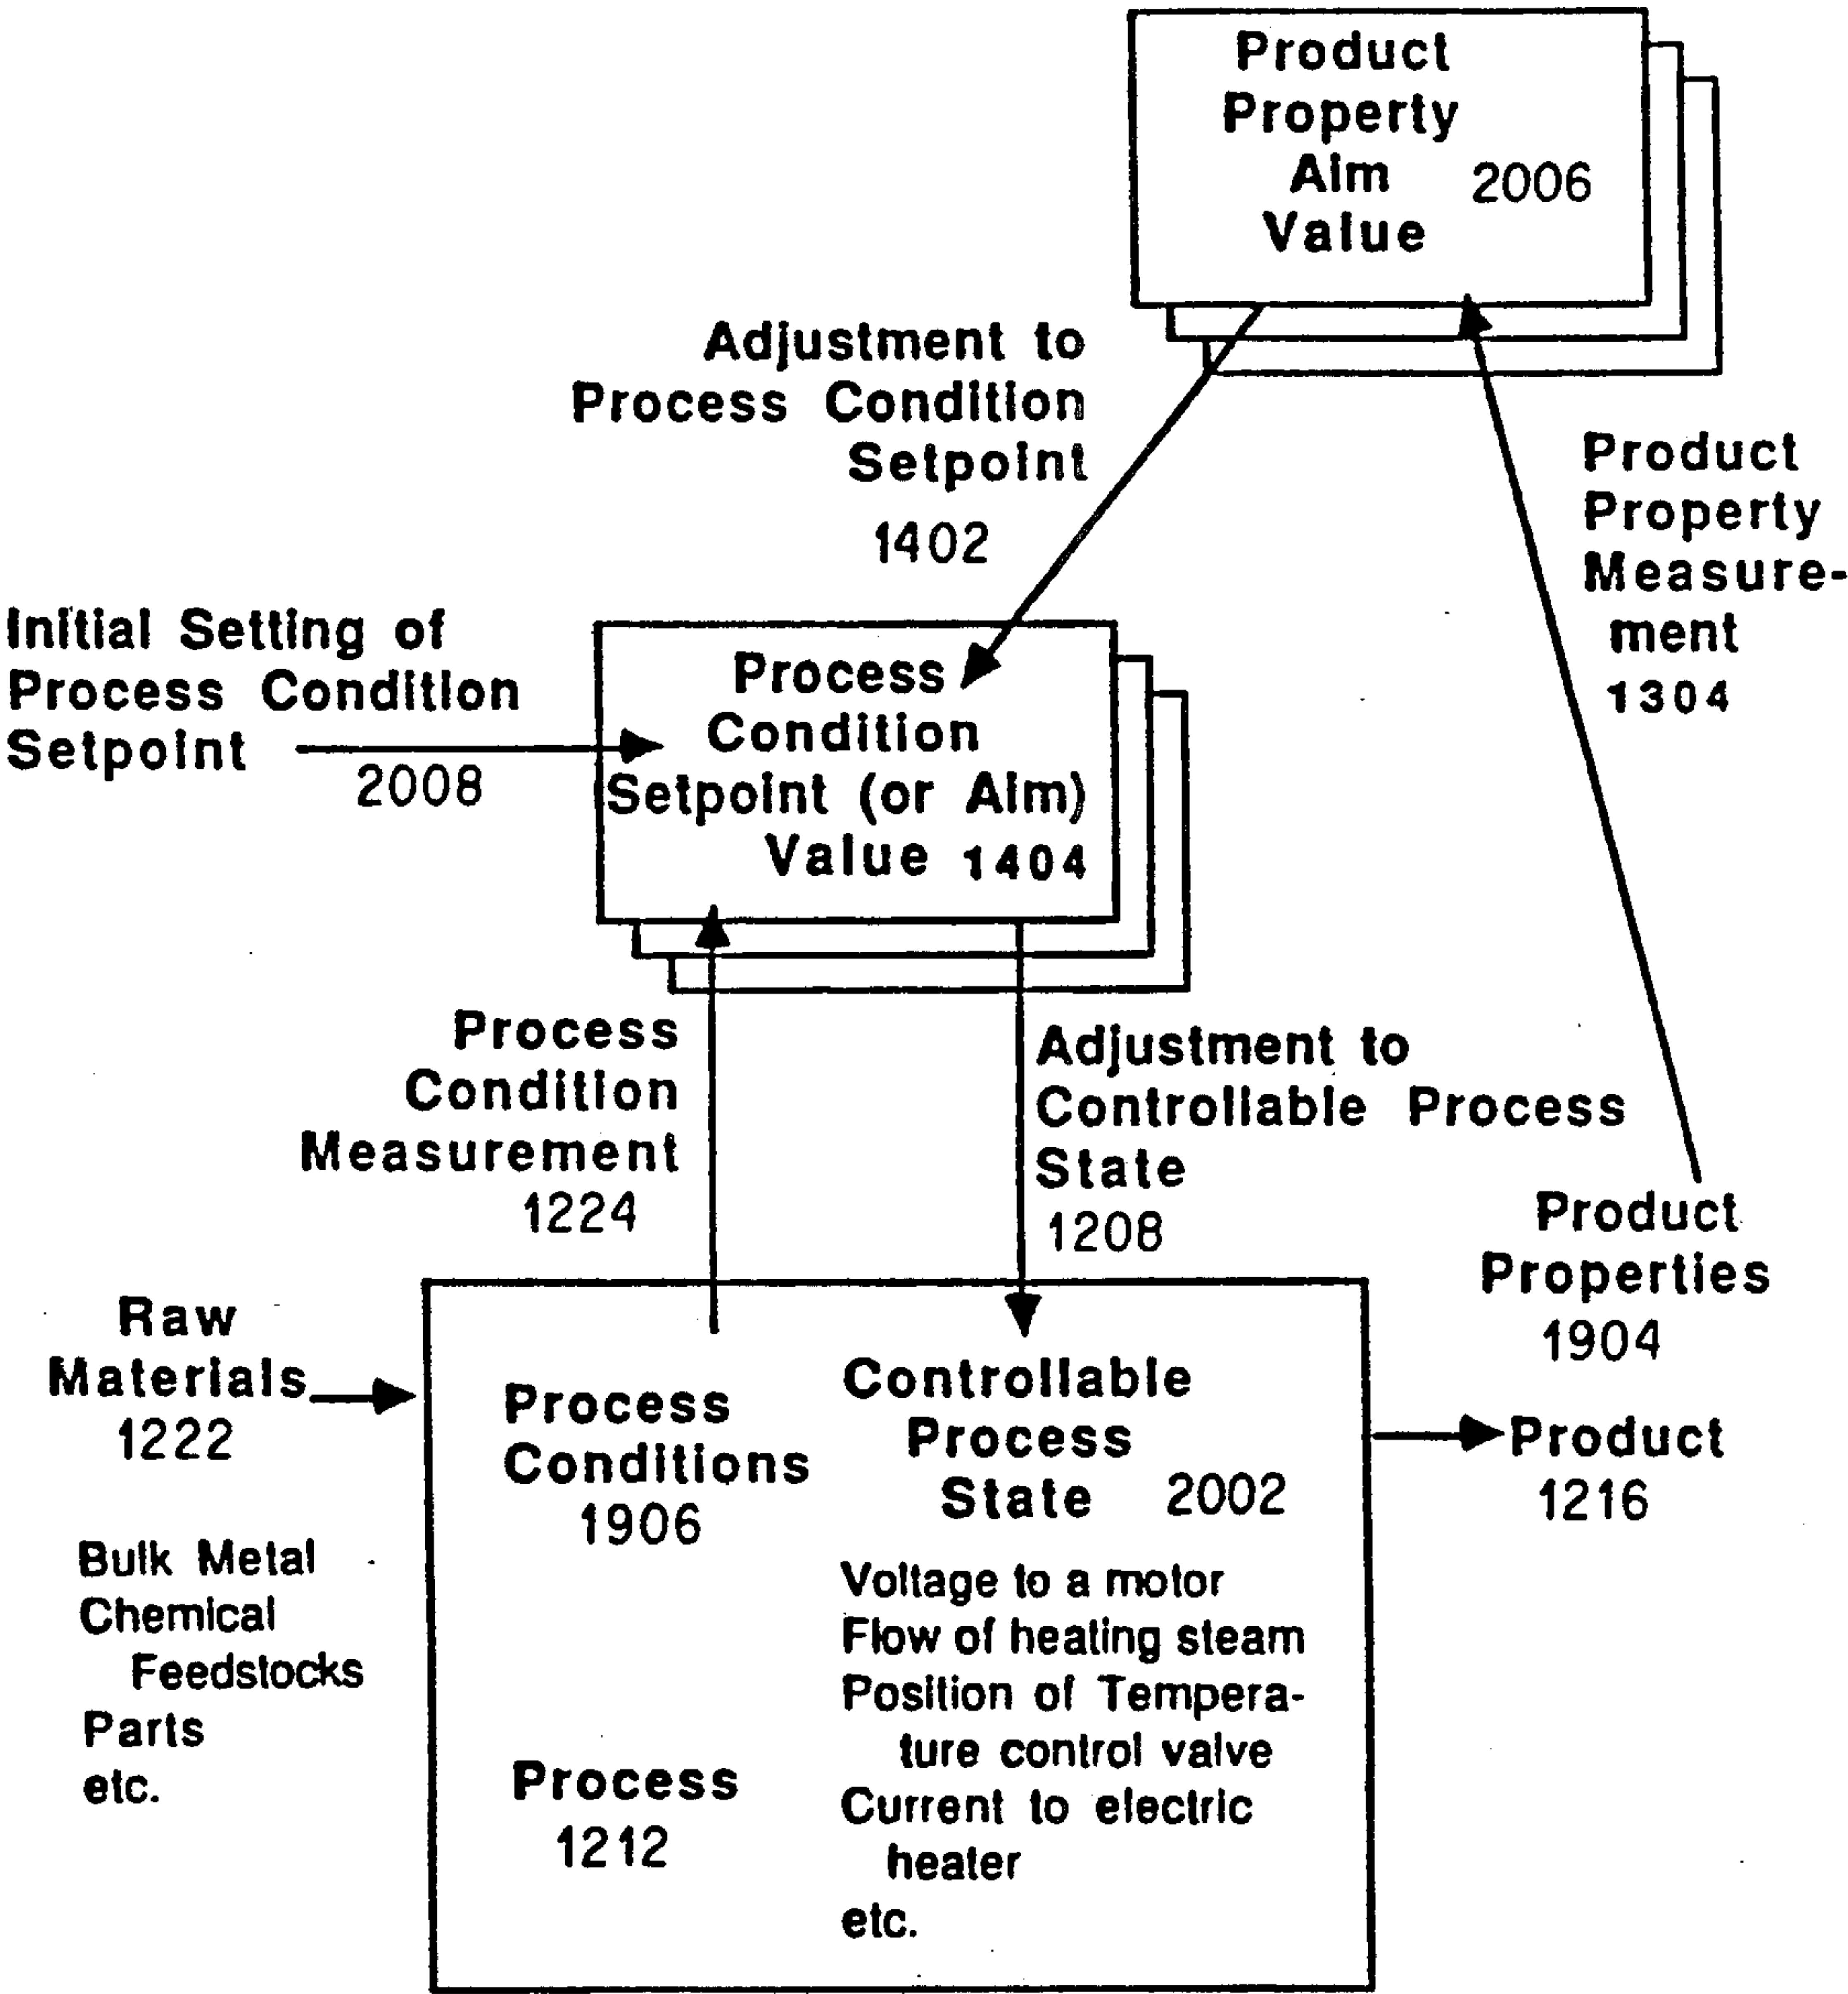 Product
Property
Aim 2006
Value
Adjustment to
Process Condition
Setpoint
1402
Product
Property
Measure-
ment
1304
Initial Setting of
Process Condition
Setpoint
2008
Process
Condition
Setpoint (or Aim)
Value 1404
Process
Condition
Measurement
1224
Adjustment to
Controllable Process
State
1208
Product
Properties
1904
Raw
Materials
1222
Bulk Metal
Chemical
Feedstocks
Parts
etc.
Process
Conditions
1906
Process
1212
Controllable
Process
State 2002
Voltage to a motor
Flow of heating steam
Position of Tempera-
ture control valve
Current to electric
heater
etc.
Product
1216